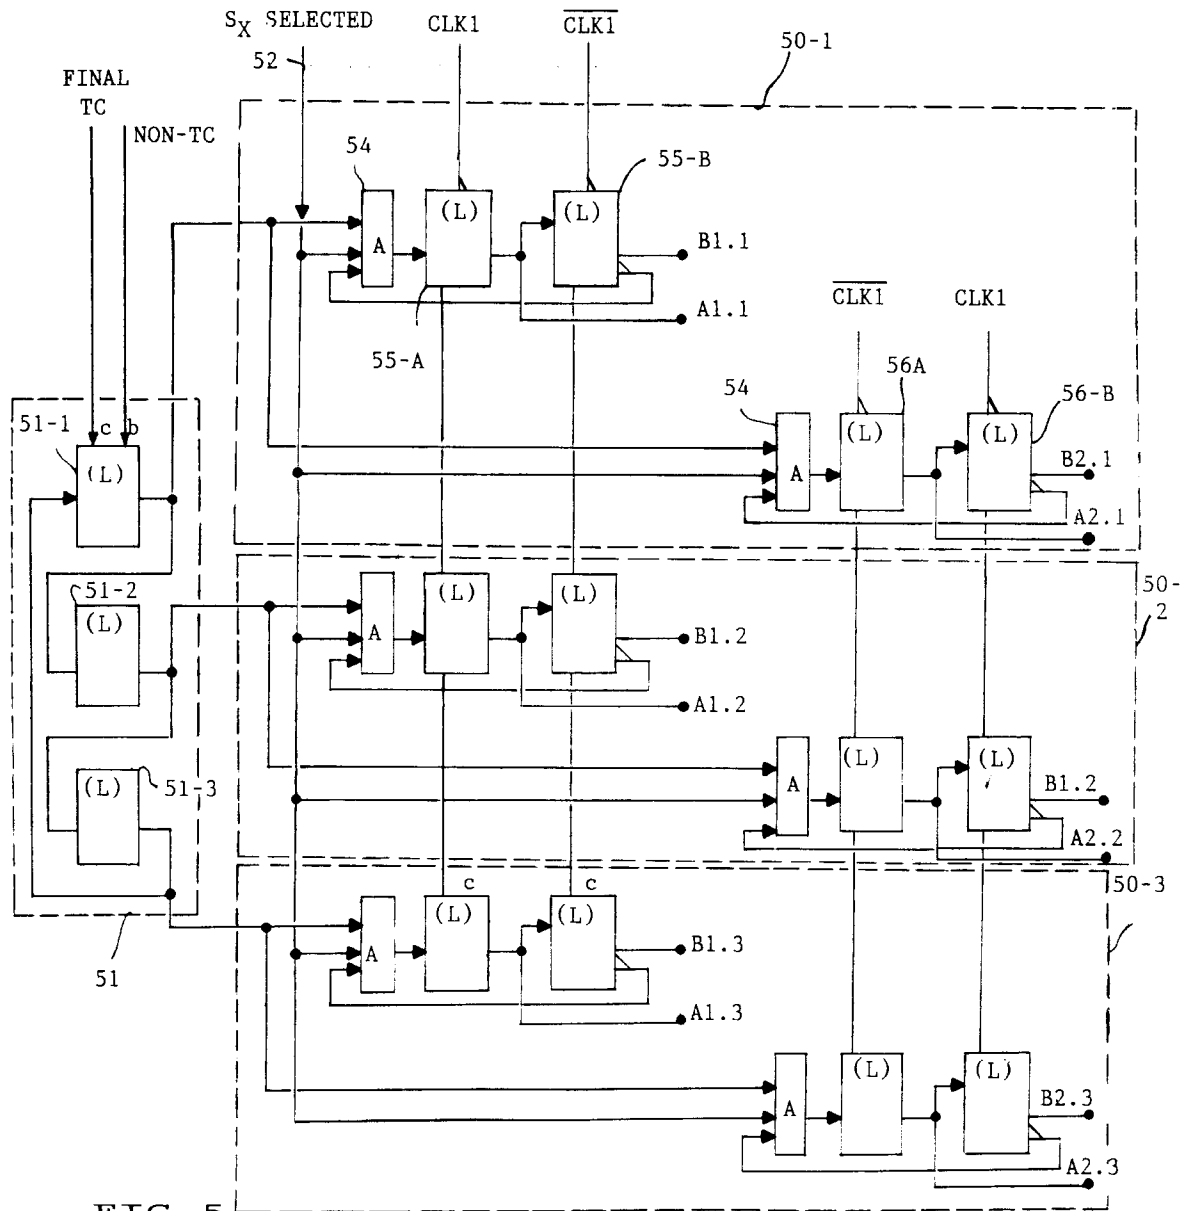 S_X SELECTED
CLK1
C̅L̅K̅1̅
50-1
52
FINAL
TC
NON-TC
54
55-B
(L)
(L)
A
B1.1
A1.1
C̅L̅K̅1̅
CLK1
55-A
56A
54
56-B
51-1
c b
(L)
(L)
(L)
A
B2.1
A2.1
51-2
(L)
(L)
(L)
50-
2
A
B1.2
A1.2
51-3
(L)
(L)
(L)
A
B1.2
A2.2
c
c
50-3
(L)
(L)
A
B1.3
51
A1.3
(L)
(L)
A
B2.3
A2.3
FIG 5